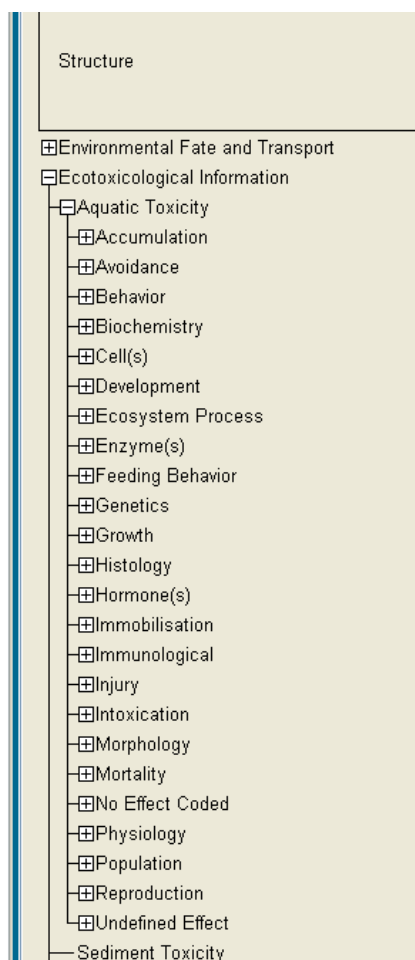 Structure
Environmental Fate and Transport
Ecotoxicological Information
Aquatic Toxicity
Accumulation
Avoidance
Behavior
Biochemistry
Cell(s)
Development
Ecosystem Process
Enzyme(s)
Feeding Behavior
Genetics
Growth
Histology
Hormone(s)
Immobilisation
Immunological
Injury
Intoxication
Morphology
Mortality
No Effect Coded
Physiology
Population
Reproduction
Undefined Effect
Sediment Toxicity